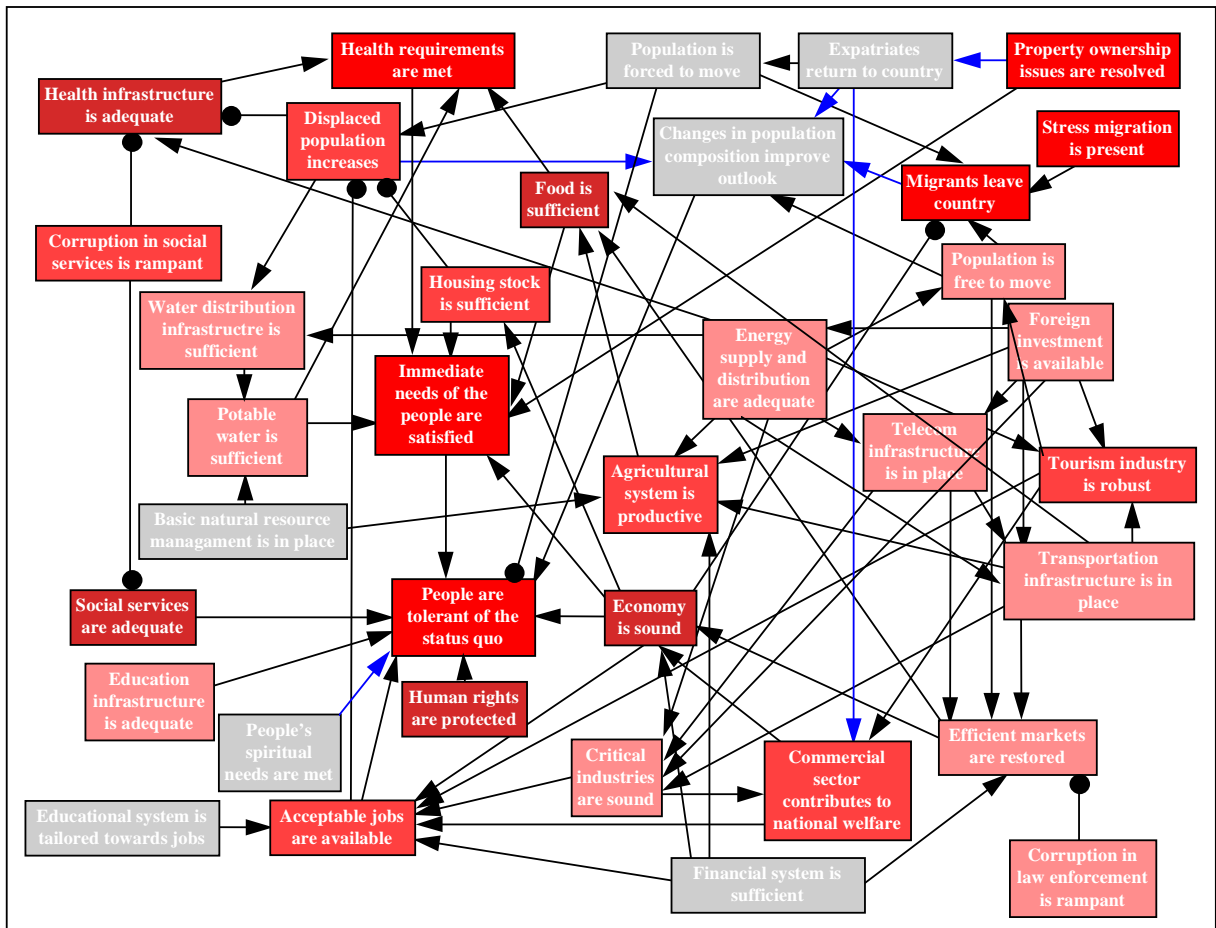 Health requirements
are met
Population is
forced to move
Expatriates
return to country
Property ownership
issues are resolved
Health infrastructure
is adequate
Displaced
population
increases
Changes in population
composition improve
outlook
Stress migration
is present
Food is
sufficient
Migrants leave
country
Corruption in social
services is rampant
Housing stock
is sufficient
Population is
free to move
Water distribution
infrastructre is
sufficient
Energy
supply and
distribution
are adequate
Foreign
investment
is available
Immediate
needs of the
people are
satisfied
Potable
water is
sufficient
Telecom
infrastructure
is in place
Agricultural
system is
productive
Tourism industry
is robust
Basic natural resource
managament is in place
Transportation
infrastructure is in
place
Social services
are adequate
People are
tolerant of the
status quo
Economy
is sound
Education
infrastructure
is adequate
Human rights
are protected
People's
spiritual
needs are met
Critical
industries
are sound
Commercial
sector
contributes to
national welfare
Efficient markets
are restored
Educational system is
tailored towards jobs
Acceptable jobs
are available
Financial system is
sufficient
Corruption in
law enforcement
is rampant